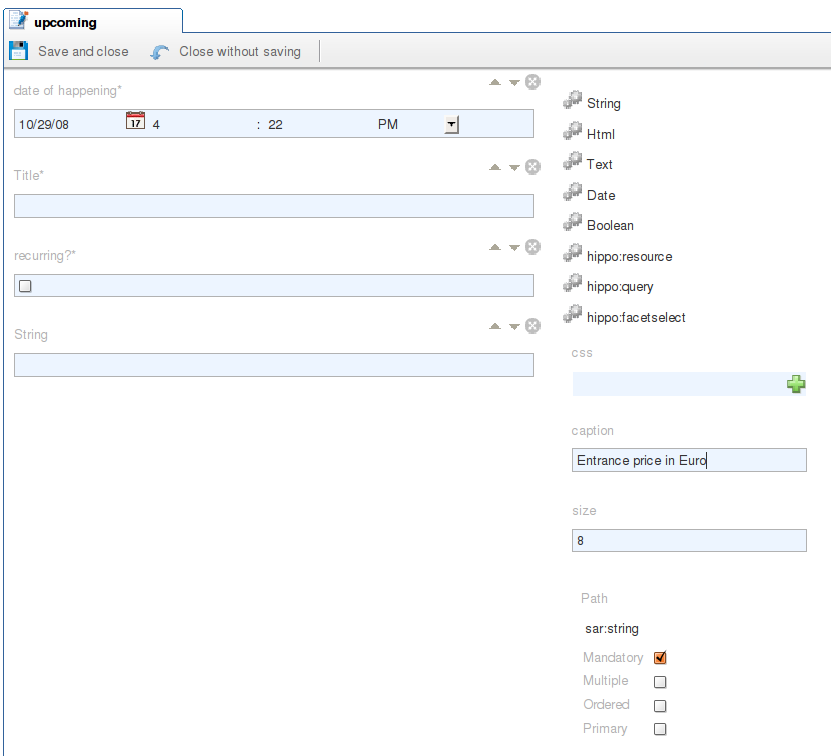 upcoming
Save and close Close without saving
date of happening*
10/29/08 17 4 : 22 PM
Title*
recurring?*
String
String
Html
Text
Date
Boolean
hippo:resource
hippo:query
hippo:facetselect
css
caption
Entrance price in Euro
size
8
Path
sar:string
Mandatory
Multiple
Ordered
Primary